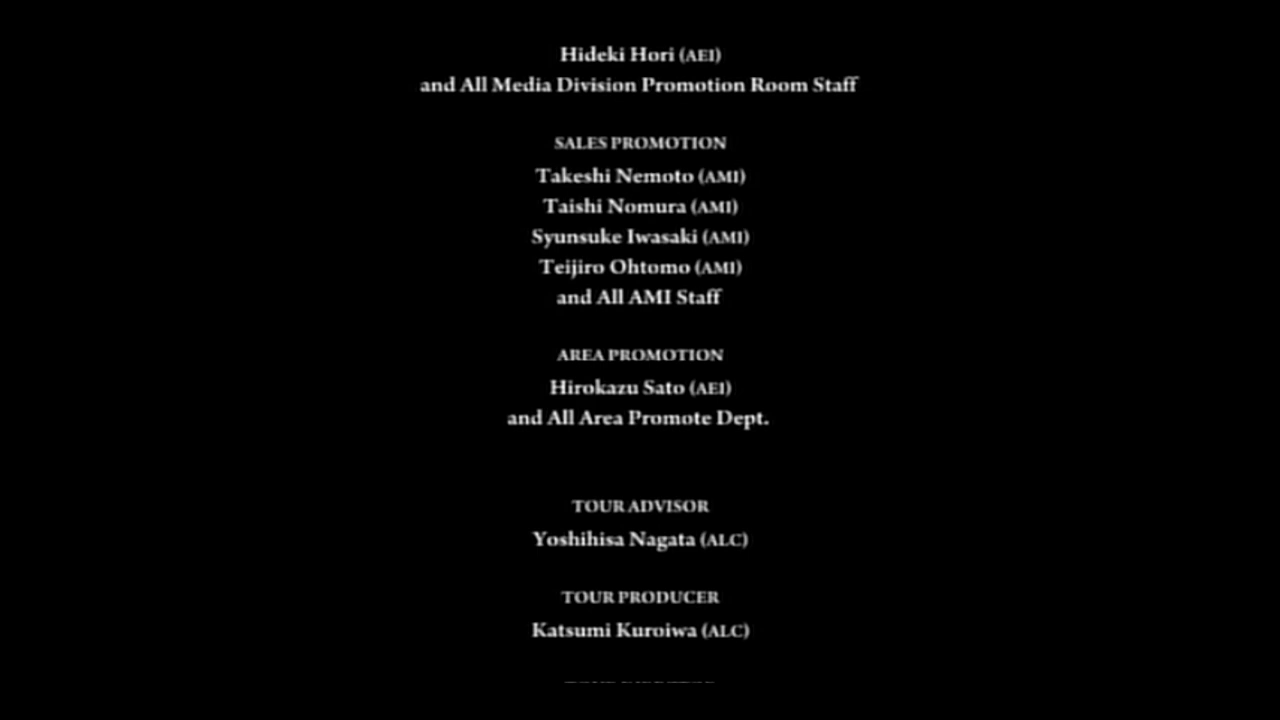 Hideki Hori (AEI)
and All Media Division Promotion Room Staff
SALES PROMOTION
Takeshi Nemoto (AMI)
Taishi Nomura (AMI)
Syunsuke Iwasaki (AMI)
Teijiro Ohtomo (AMI)
and All AMI Staff
AREA PROMOTION
Hirokazu Sato (AEI)
and All Area Promote Dept.
TOUR ADVISOR
Yoshihisa Nagata (ALC)
TOUR PRODUCER
Katsumi Kuroiwa (ALC)